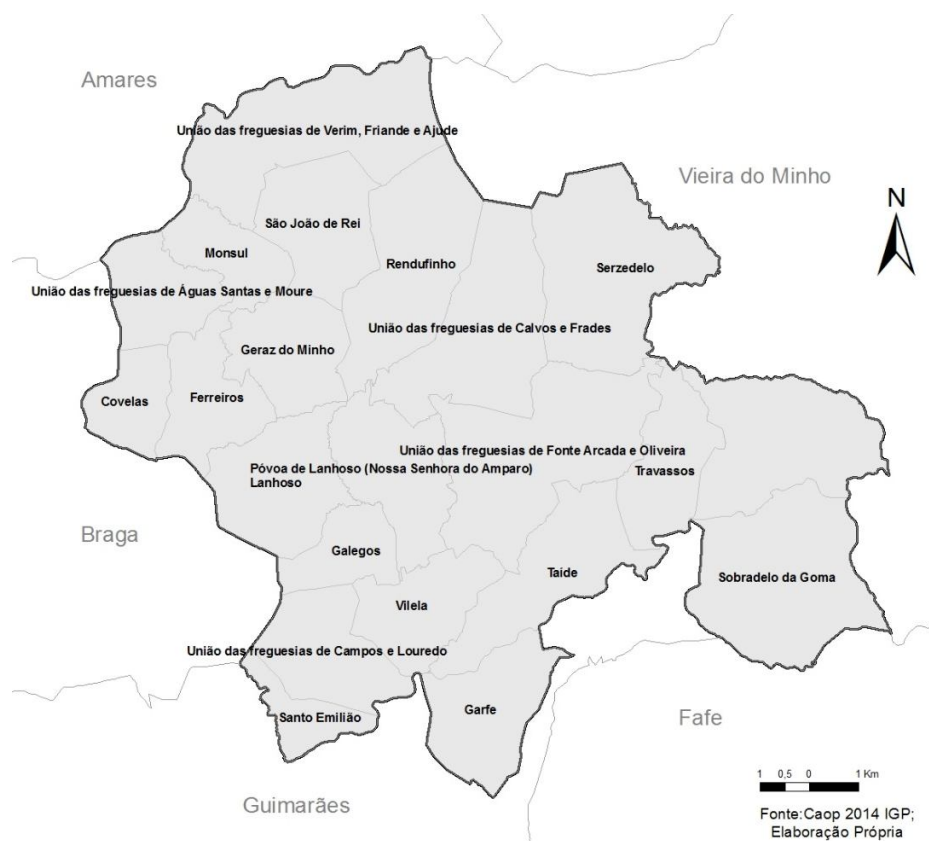 Amares
União das freguesias de Verim, Friande e Ajude
Vieira do Minho
N
São João de Rei
Monsul
Rendufinho
Serzedelo
União das freguesias de Águas Santas e Moure
União das freguesias de Calvos e Frades
Geraz do Minho
Covelas
Ferreiros
União das freguesias de Fonte Arcada e Oliveira
Póvoa de Lanhoso (Nossa Senhora do Amparo)
Travassos
Lanhoso
Braga
Galegos
Taíde
Sobradelo da Goma
Vilela
União das freguesias de Campos e Louredo
Garfe
Santo Emilião
Fafe
Guimarães
1 0,5 0 1 Km
Fonte:Caop 2014 IGP;
Elaboração Própria